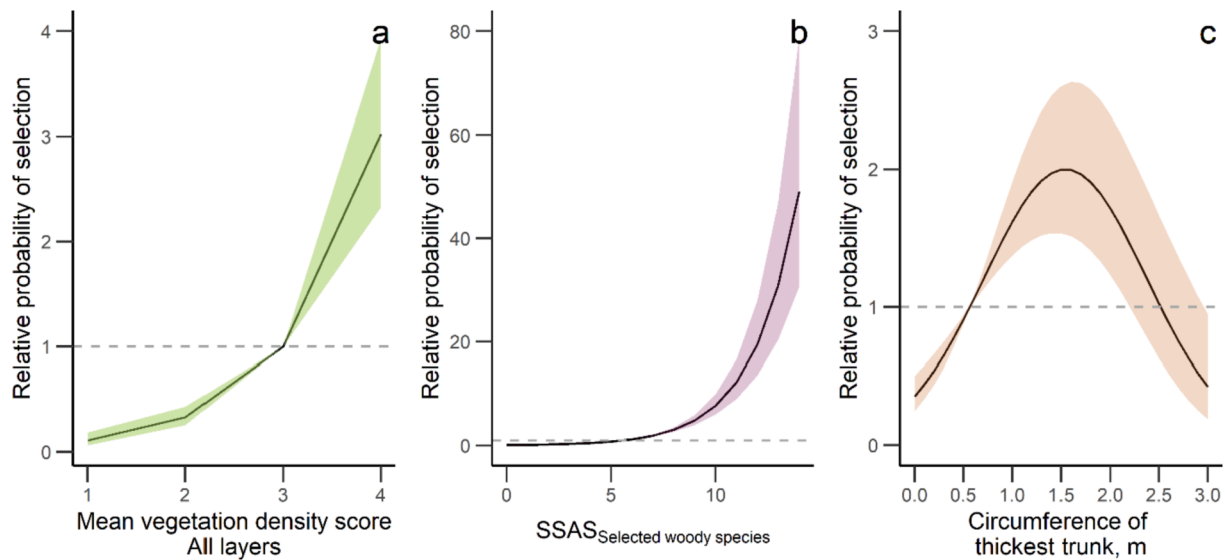 a
Relative probability of selection
4
3
2
1
0
1 2 3 4
Mean vegetation density score
All layers
b
Relative probability of selection
80
60
40
20
0
0 5 10
SSAS Selected woody species
c
Relative probability of selection
3
2
1
0
0.0 0.5 1.0 1.5 2.0 2.5 3.0
Circumference of
thickest trunk, m